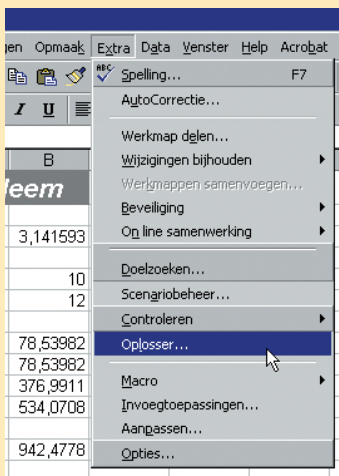 en Opmaak Extra Data Venster Help Acrobat
ABC Spelling... F7
AutoCorrectie...
I U
Werkmap delen...
B
Wijzigingen bijhouden
Werkmappen samenvoegen...
eem
Beveiliging
3,141593
On line samenwerking
Doelzoeken...
10
Scenariobeheer...
12
Controleren
78,53982
Oplosser...
78,53982
376,9911
Macro
534,0708
Invoegtoepassingen...
Aanpassen...
942,4778
Opties...